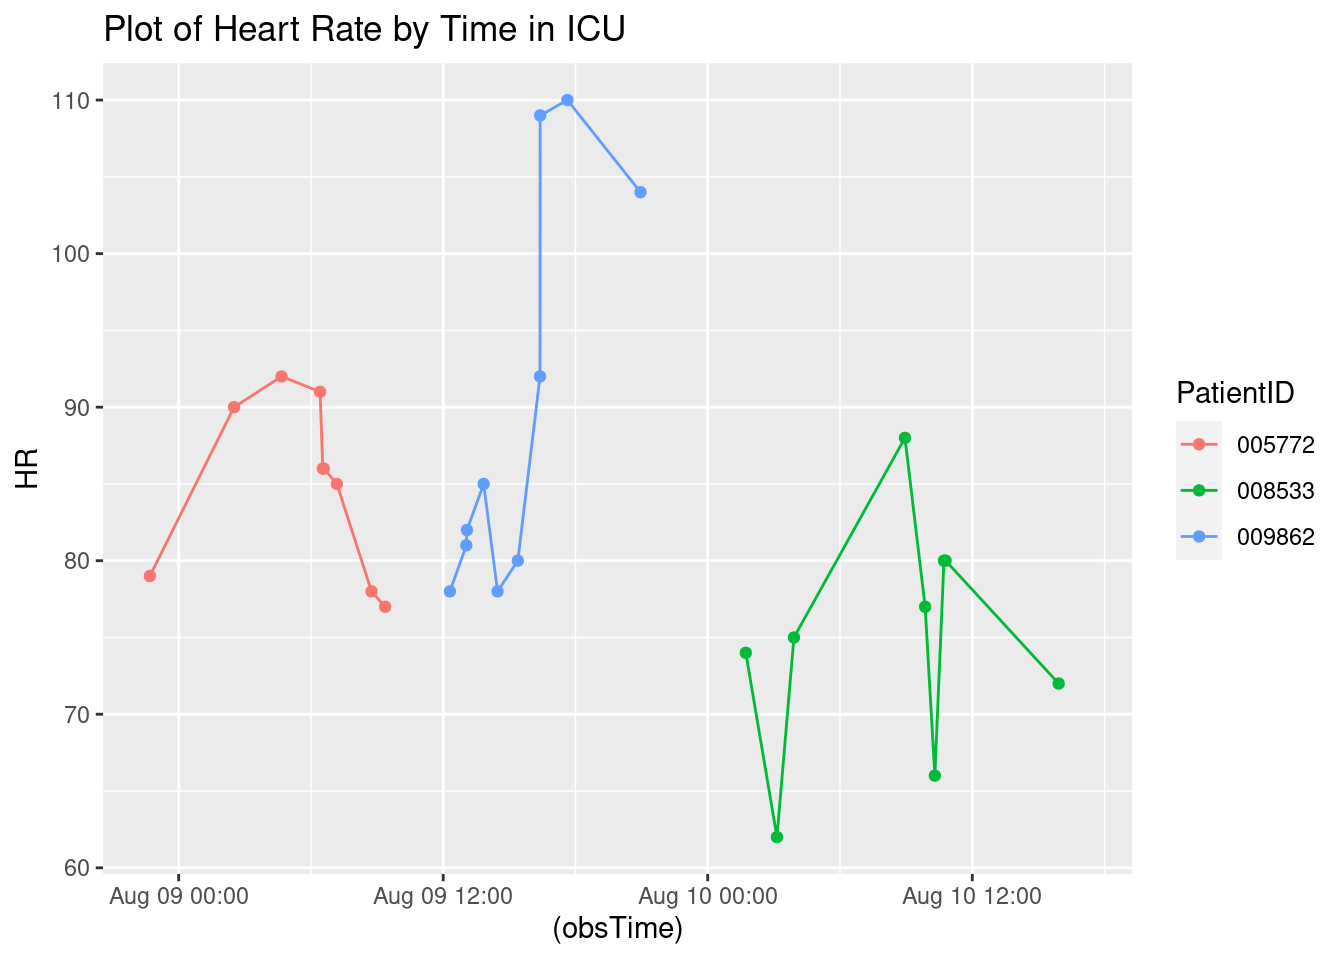 Plot of Heart Rate by Time in ICU
110
100
90
80
70
60
HR
Aug 09 00:00
Aug 09 12:00
Aug 10 00:00
Aug 10 12:00
(obsTime)
PatientID
005772
008533
009862